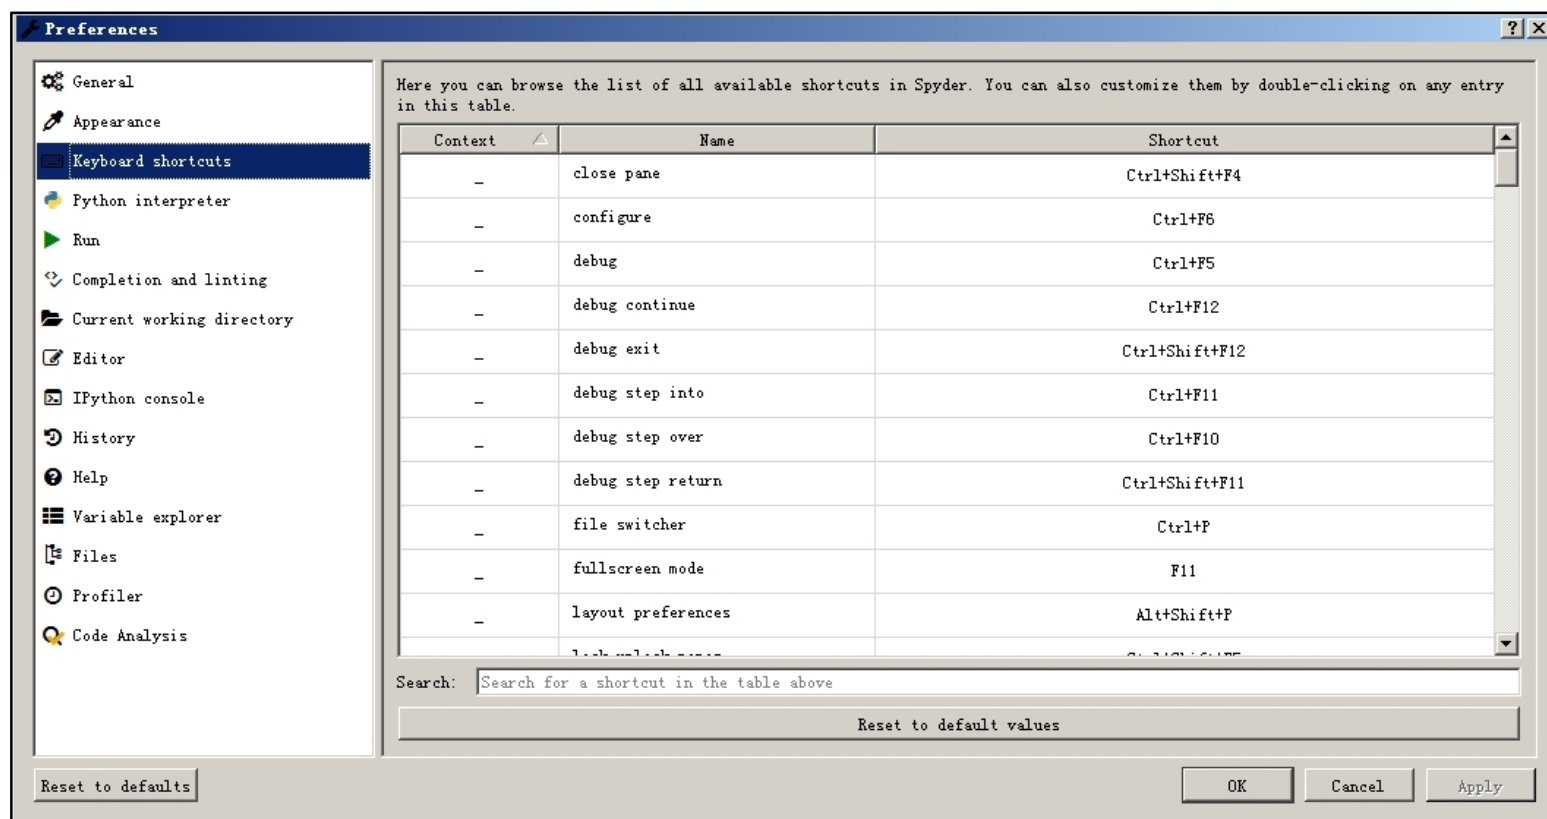 Preferences
General
Appearance
Keyboard shortcuts
Python interpreter
Run
Completion and linting
Current working directory
Editor
IPython console
History
Help
Variable explorer
Files
Profiler
Code Analysis
Here you can browse the list of all available shortcuts in Spyder. You can also customize them by double-clicking on any entry
in this table.
Context Name Shortcut
_ close pane Ctrl+Shift+F4
_ configure Ctrl+F6
_ debug Ctrl+F5
_ debug continue Ctrl+F12
_ debug exit Ctrl+Shift+F12
_ debug step into Ctrl+F11
_ debug step over Ctrl+F10
_ debug step return Ctrl+Shift+F11
_ file switcher Ctrl+P
_ fullscreen mode F11
_ layout preferences Alt+Shift+P
Search: Search for a shortcut in the table above
Reset to default values
Reset to defaults OK Cancel Apply